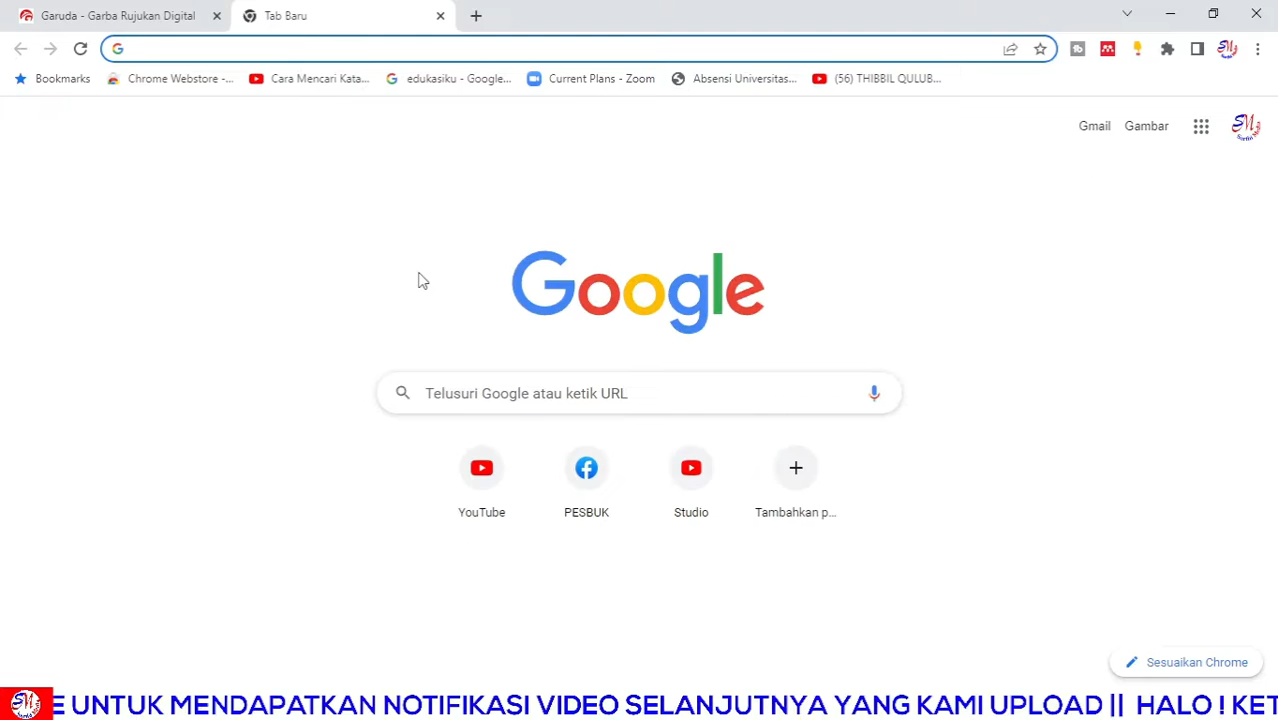 Garuda - Garba Rujukan Digital
Tab Baru
Bookmarks
Chrome Webstore -...
Cara Mencari Kata...
edukasiku - Google...
Current Plans - Zoom
Absensi Universitas...
(56) THIBBIL QULUB...
Gmail
Gambar
Google
Telusuri Google atau ketik URL
YouTube
PESBUK
Studio
Tambahkan p...
Sesuaikan Chrome
E UNTUK MENDAPATKAN NOTIFIKASI VIDEO SELANJUTNYA YANG KAMI UPLOAD || HALO ! KET